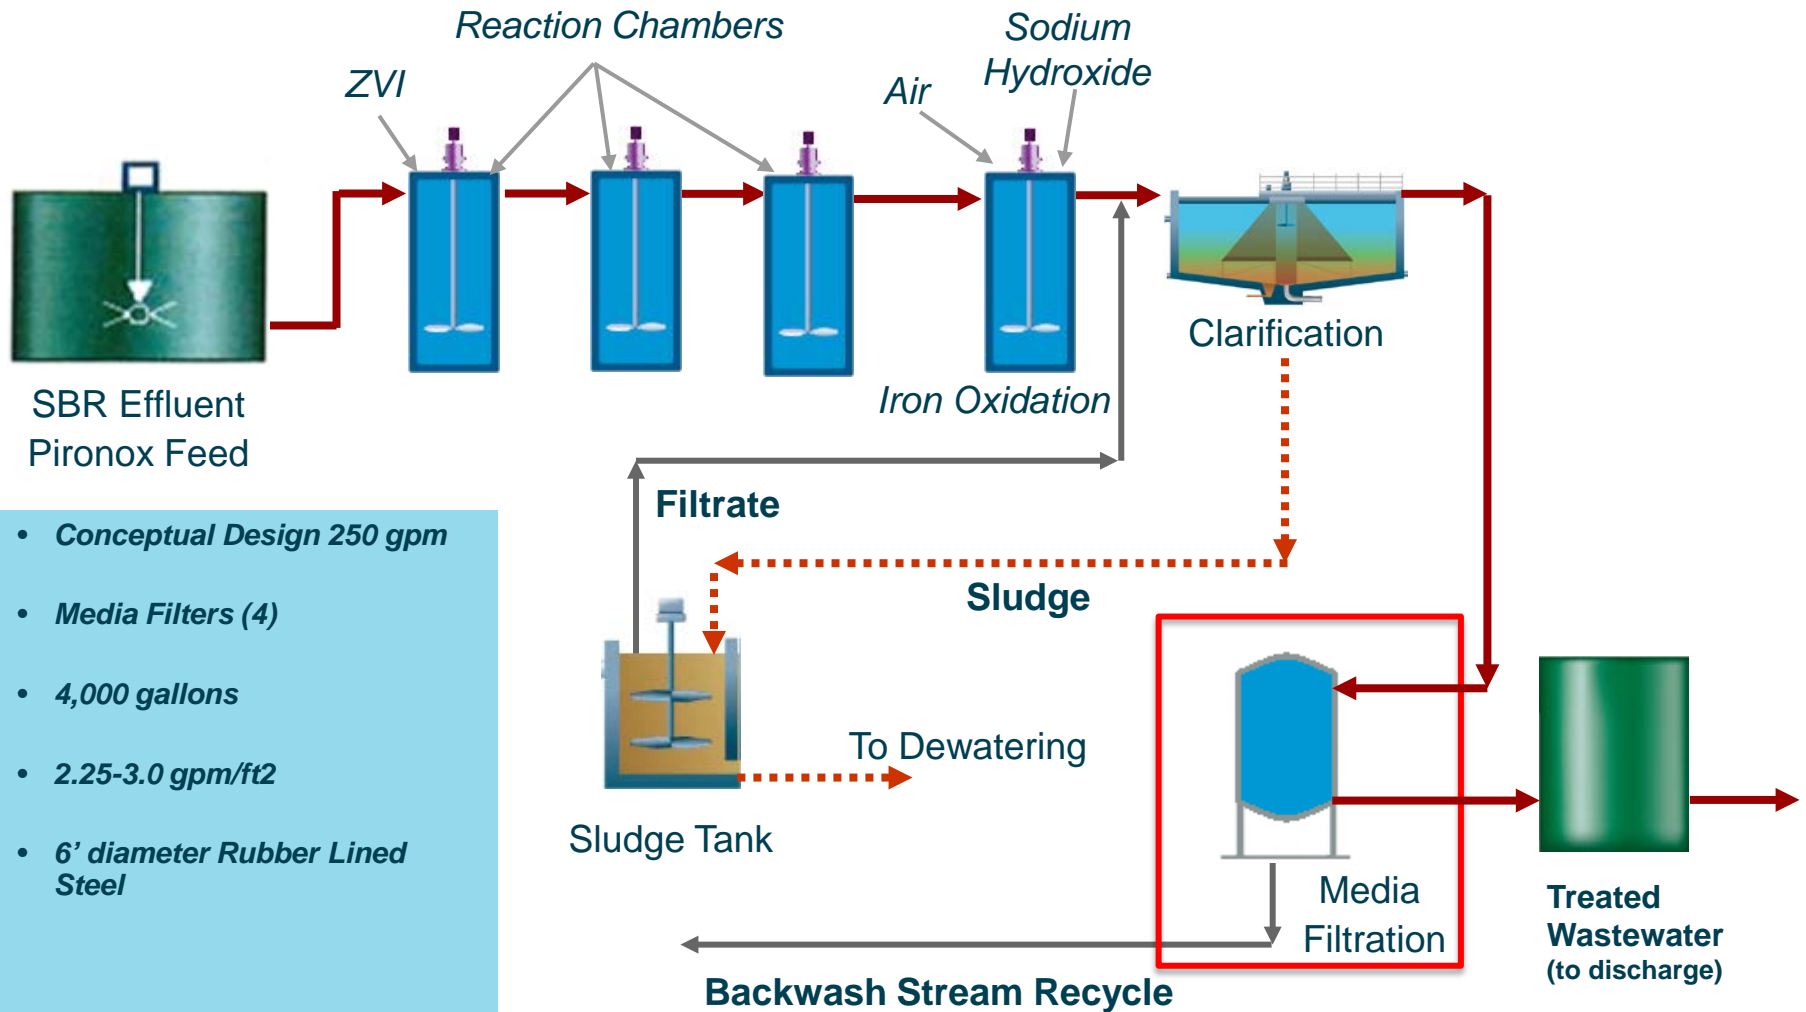 Reaction Chambers
Sodium
Hydroxide
ZVI
Air
Clarification
SBR Effluent
Pironox Feed
Iron Oxidation
Filtrate
Sludge
• Conceptual Design 250 gpm
• Media Filters (4)
• 4,000 gallons
• 2.25-3.0 gpm/ft2
• 6’ diameter Rubber Lined
Steel
To Dewatering
Sludge Tank
Media
Filtration
Treated
Wastewater
(to discharge)
Backwash Stream Recycle